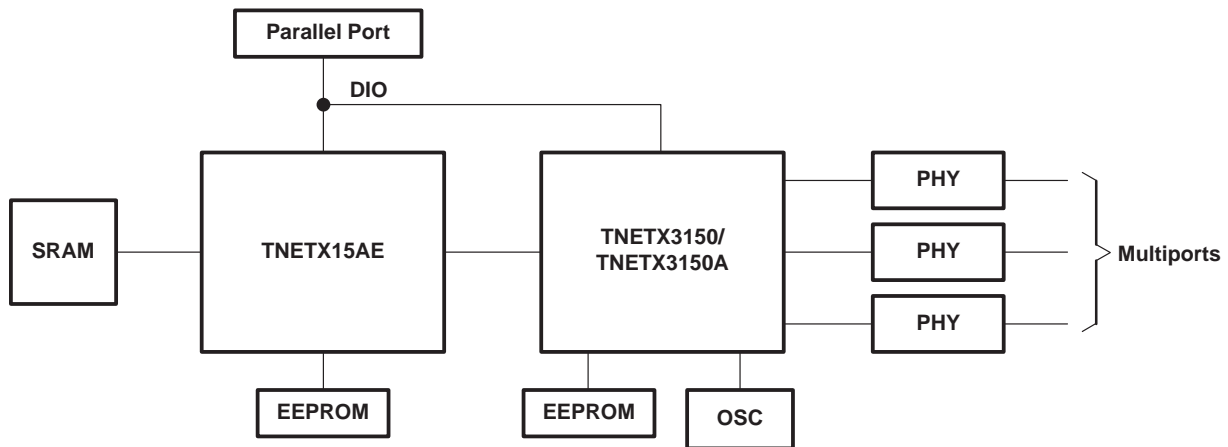 Parallel Port
DIO
SRAM
TNETX15AE
TNETX3150/
TNETX3150A
PHY
PHY
PHY
Multiports
EEPROM
EEPROM
OSC